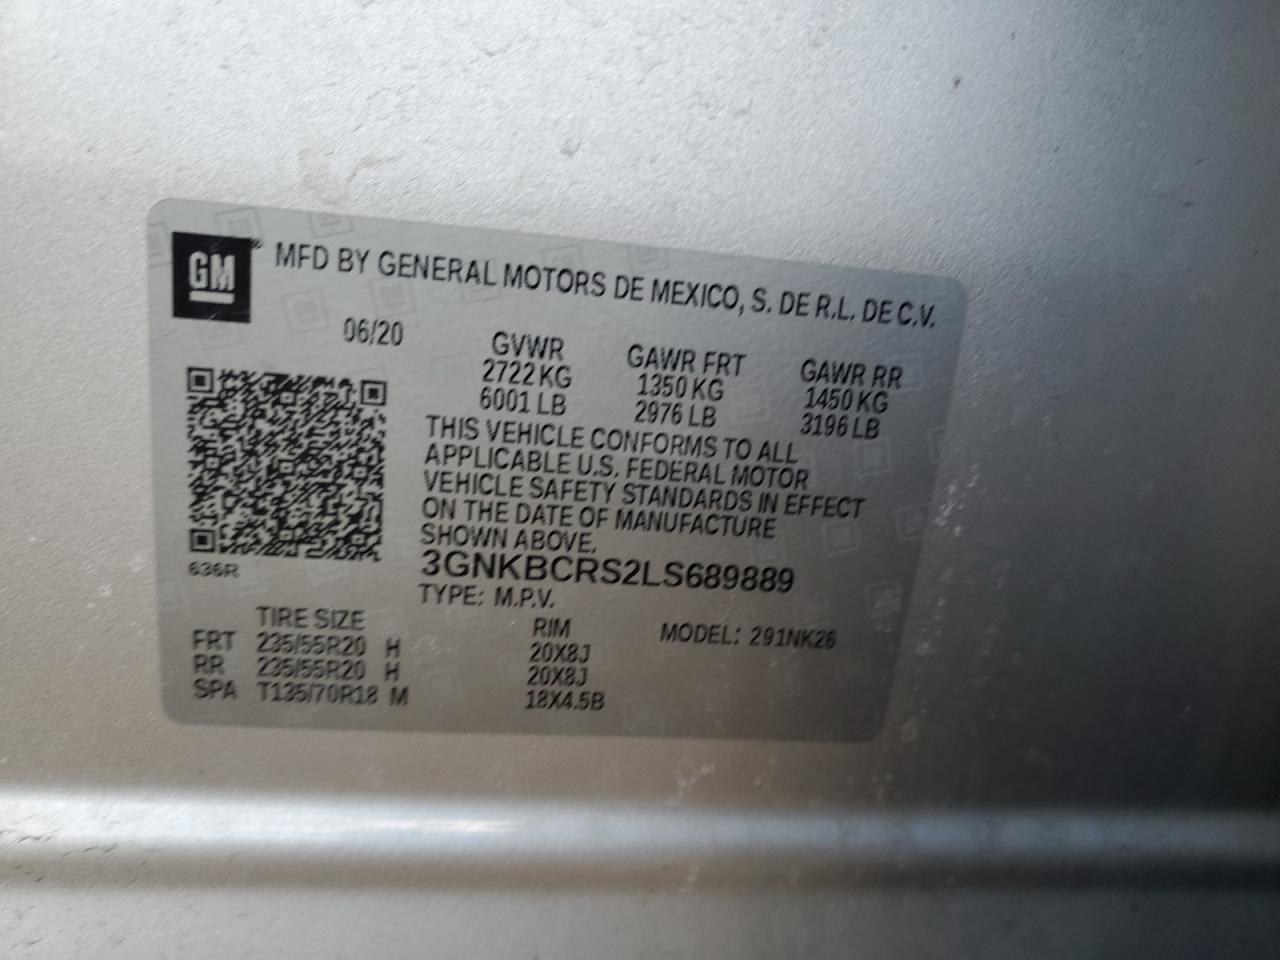 GM® MFD BY GENERAL MOTORS DE MEXICO, S. DE R.L. DE C.V.
06/20
GVWR GAWR FRT GAWR RR
2722 KG 1350 KG 1450 KG
6001 LB 2976 LB 3196 LB
THIS VEHICLE CONFORMS TO ALL
APPLICABLE U.S. FEDERAL MOTOR
VEHICLE SAFETY STANDARDS IN EFFECT
ON THE DATE OF MANUFACTURE
SHOWN ABOVE.
636R
3GNKBCRS2LS689889
TYPE: M.P.V.
TIRE SIZE RIM MODEL: 291NK26
FRT 235/55R20 H 20X8J
RR 235/55R20 H 20X8J
SPA T135/70R18 M 18X4.5B